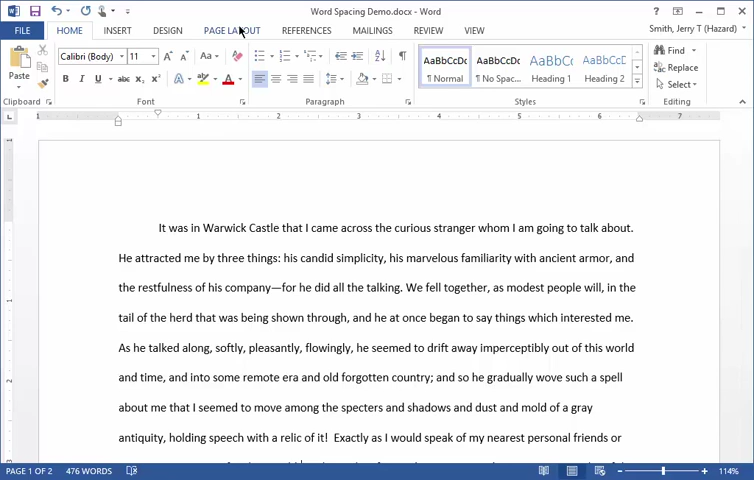 Word Spacing Demo.docx - Word
FILE HOME INSERT DESIGN PAGE LAYOUT REFERENCES MAILINGS REVIEW VIEW Smith, Jerry T (Hazard)
Paste
Calibri (Body) 11
AaBbCcDc AaBbCcDc AaBbCc AaBbCcD
¶ Normal ¶ No Spac... Heading 1 Heading 2
Find
Replace
Select
Clipboard Font Paragraph Styles Editing
1 1 2 3 4 5 6 7
It was in Warwick Castle that I came across the curious stranger whom I am going to talk about.
He attracted me by three things: his candid simplicity, his marvelous familiarity with ancient armor, and
the restfulness of his company—for he did all the talking. We fell together, as modest people will, in the
tail of the herd that was being shown through, and he at once began to say things which interested me.
As he talked along, softly, pleasantly, flowingly, he seemed to drift away imperceptibly out of this world
and time, and into some remote era and old forgotten country; and so he gradually wove such a spell
about me that I seemed to move among the specters and shadows and dust and mold of a gray
antiquity, holding speech with a relic of it!  Exactly as I would speak of my nearest personal friends or
PAGE 1 OF 2 476 WORDS 114%